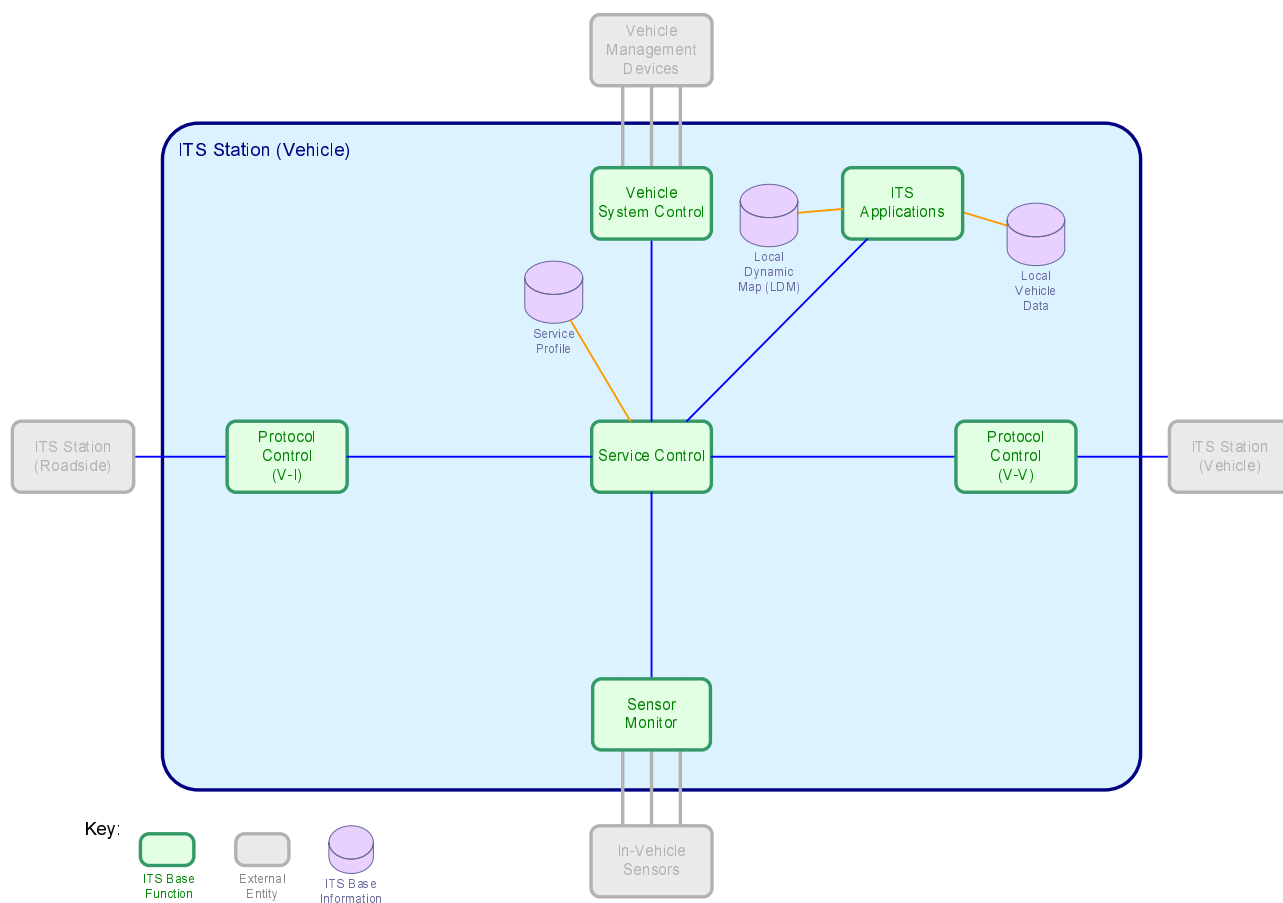 Vehicle
Management
Devices
ITS Station (Vehicle)
Vehicle
System Control
ITS
Applications
Local
Dynamic
Map (LDM)
Local
Vehicle
Data
Service
Profile
ITS Station
(Roadside)
Protocol
Control
(V-I)
Service Control
Protocol
Control
(V-V)
ITS Station
(Vehicle)
Sensor
Monitor
In-Vehicle
Sensors
Key:
ITS Base
Function
External
Entity
ITS Base
Information